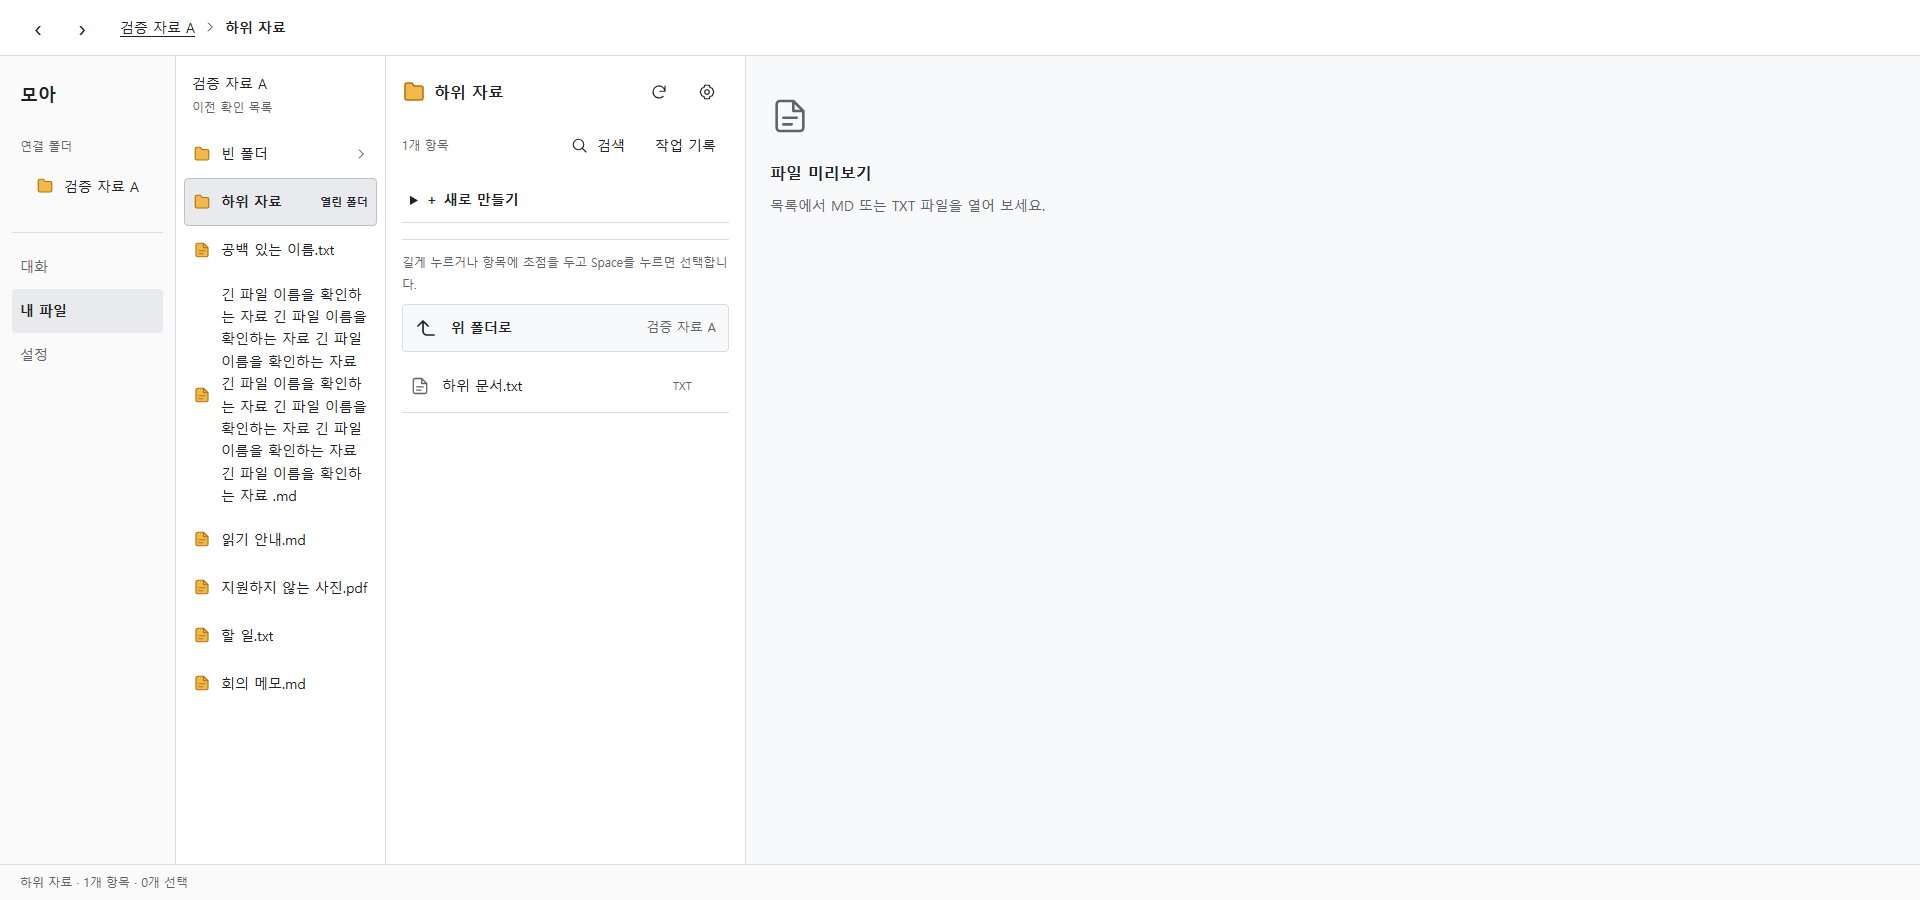 검증 자료 A > 하위 자료
모아
연결 폴더
검증 자료 A
대화
내 파일
설정
검증 자료 A
이전 확인 목록
빈 폴더
하위 자료 열린 폴더
공백 있는 이름.txt
긴 파일 이름을 확인하
는 자료 긴 파일 이름을
확인하는 자료 긴 파일
이름을 확인하는 자료
긴 파일 이름을 확인하
는 자료 긴 파일 이름을
확인하는 자료 긴 파일
이름을 확인하는 자료
긴 파일 이름을 확인하
는 자료 .md
읽기 안내.md
지원하지 않는 사진.pdf
할 일.txt
회의 메모.md
하위 자료
1개 항목 검색 작업 기록
+ 새로 만들기
길게 누르거나 항목에 초점을 두고 Space를 누르면 선택합니
다.
위 폴더로 검증 자료 A
하위 문서.txt TXT
파일 미리보기
목록에서 MD 또는 TXT 파일을 열어 보세요.
하위 자료 · 1개 항목 · 0개 선택